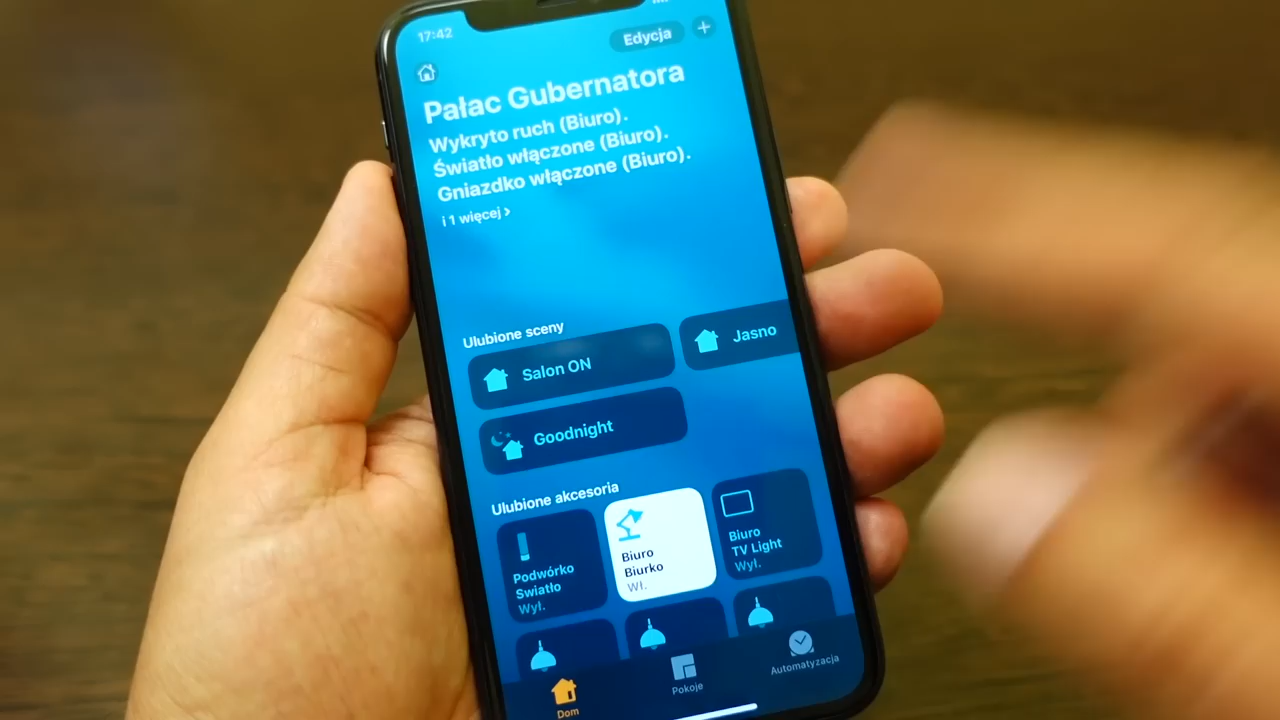 17:42
Edycja
Pałac Gubernatora
Wykryto ruch (Biuro).
Światło włączone (Biuro).
Gniazdko włączone (Biuro).
i 1 więcej
Ulubione sceny
Salon ON
Jasno
Goodnight
Ulubione akcesoria
Podwórko
Swiatło
Wył.
Biuro
Biurko
Wł.
Biuro
TV Light
Wył.
Dom
Pokoje
Automatyzacja